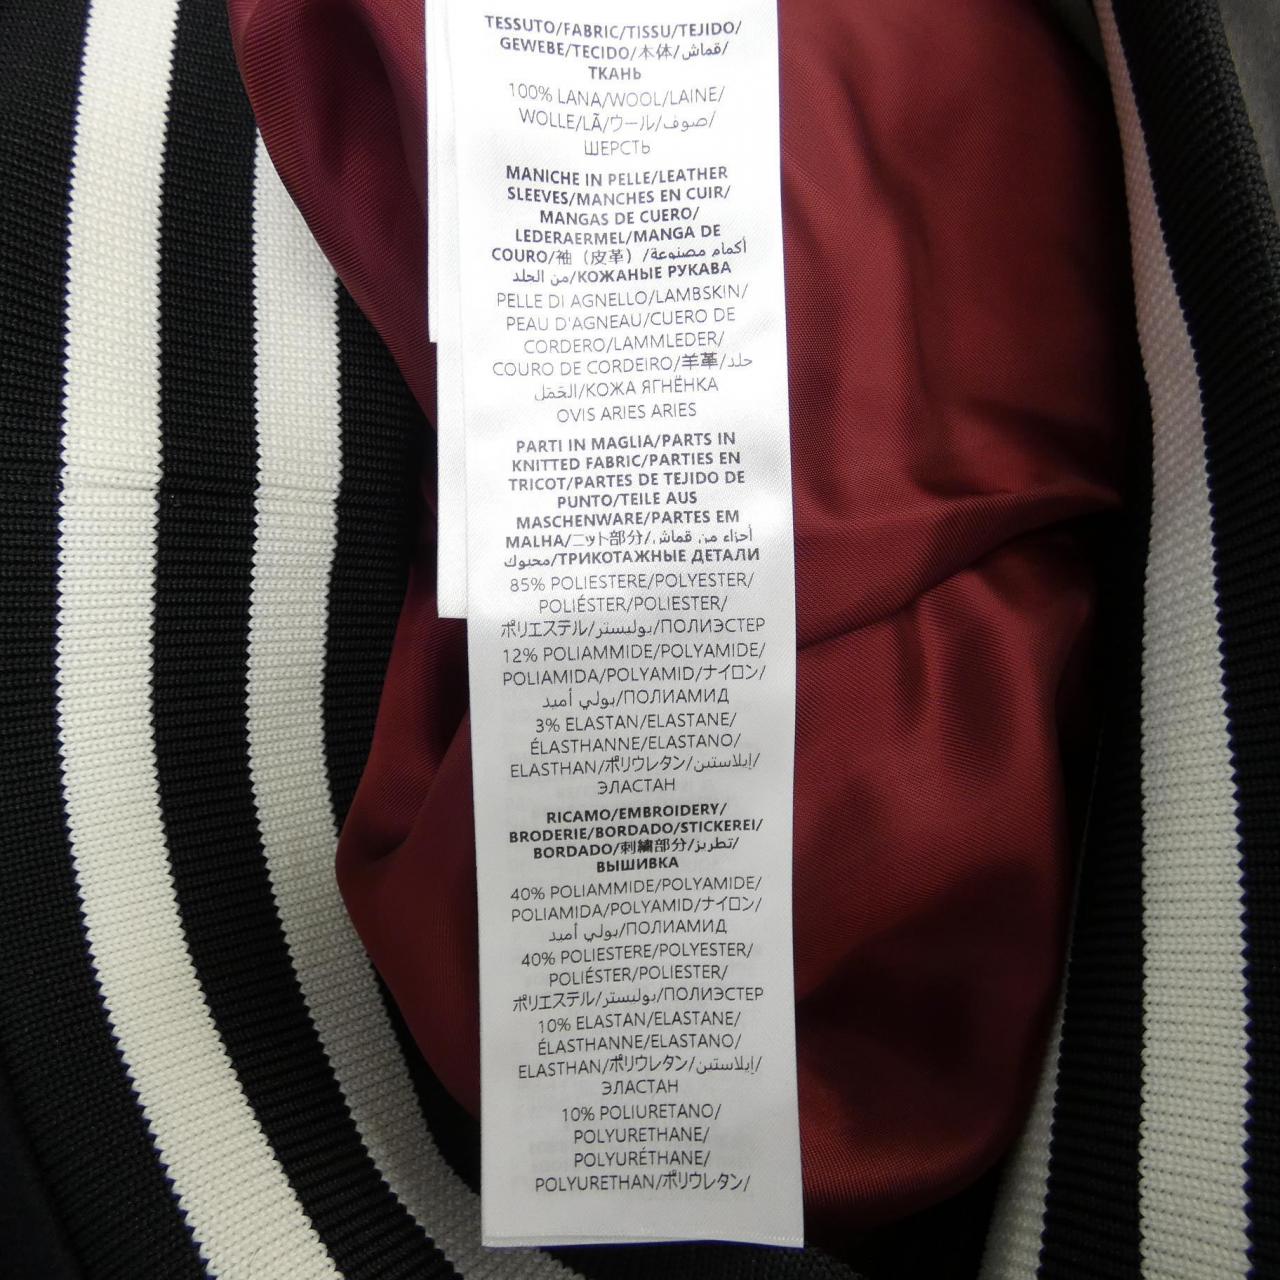 TESSUTO/FABRIC/TISSU/TEJIDO/
GEWEBE/TECIDO/本体/قماش/
ТКАНЬ
100% LANA/WOOL/LAINE/
WOLLE/LÃ/ウール/صوف/
ШЕРСТЬ
MANICHE IN PELLE/LEATHER
SLEEVES/MANCHES EN CUIR/
MANGAS DE CUERO/
LEDERAERMEL/MANGA DE
COURO/袖（皮革）/أكمام مصنوعة
من الجلد/КОЖАНЫЕ РУКАВА
PELLE DI AGNELLO/LAMBSKIN/
PEAU D'AGNEAU/CUERO DE
CORDERO/LAMMLEDER/
COURO DE CORDEIRO/羊革/جلد
الحَمَل/КОЖА ЯГНЁНКА
OVIS ARIES ARIES
PARTI IN MAGLIA/PARTS IN
KNITTED FABRIC/PARTIES EN
TRICOT/PARTES DE TEJIDO DE
PUNTO/TEILE AUS
MASCHENWARE/PARTES EM
MALHA/ニット部分/أجزاء من قماش
محبوك/ТРИКОТАЖНЫЕ ДЕТАЛИ
85% POLIESTERE/POLYESTER/
POLIÉSTER/POLIESTER/
ポリエステル/بوليستر/ПОЛИЭСТЕР
12% POLIAMMIDE/POLYAMIDE/
POLIAMIDA/POLYAMID/ナイロン/
بولي أميد/ПОЛИАМИД
3% ELASTAN/ELASTANE/
ÉLASTHANNE/ELASTANO/
ELASTHAN/ポリウレタン/إيلاستين/
ЭЛАСТАН
RICAMO/EMBROIDERY/
BRODERIE/BORDADO/STICKEREI/
BORDADO/刺繍部分/تطريز/
ВЫШИВКА
40% POLIAMMIDE/POLYAMIDE/
POLIAMIDA/POLYAMID/ナイロン/
بولي أميد/ПОЛИАМИД
40% POLIESTERE/POLYESTER/
POLIÉSTER/POLIESTER/
ポリエステル/بوليستر/ПОЛИЭСТЕР
10% ELASTAN/ELASTANE/
ÉLASTHANNE/ELASTANO/
ELASTHAN/ポリウレタン/إيلاستين/
ЭЛАСТАН
10% POLIURETANO/
POLYURETHANE/
POLYURÉTHANE/
POLYURETHAN/ポリウレタン/